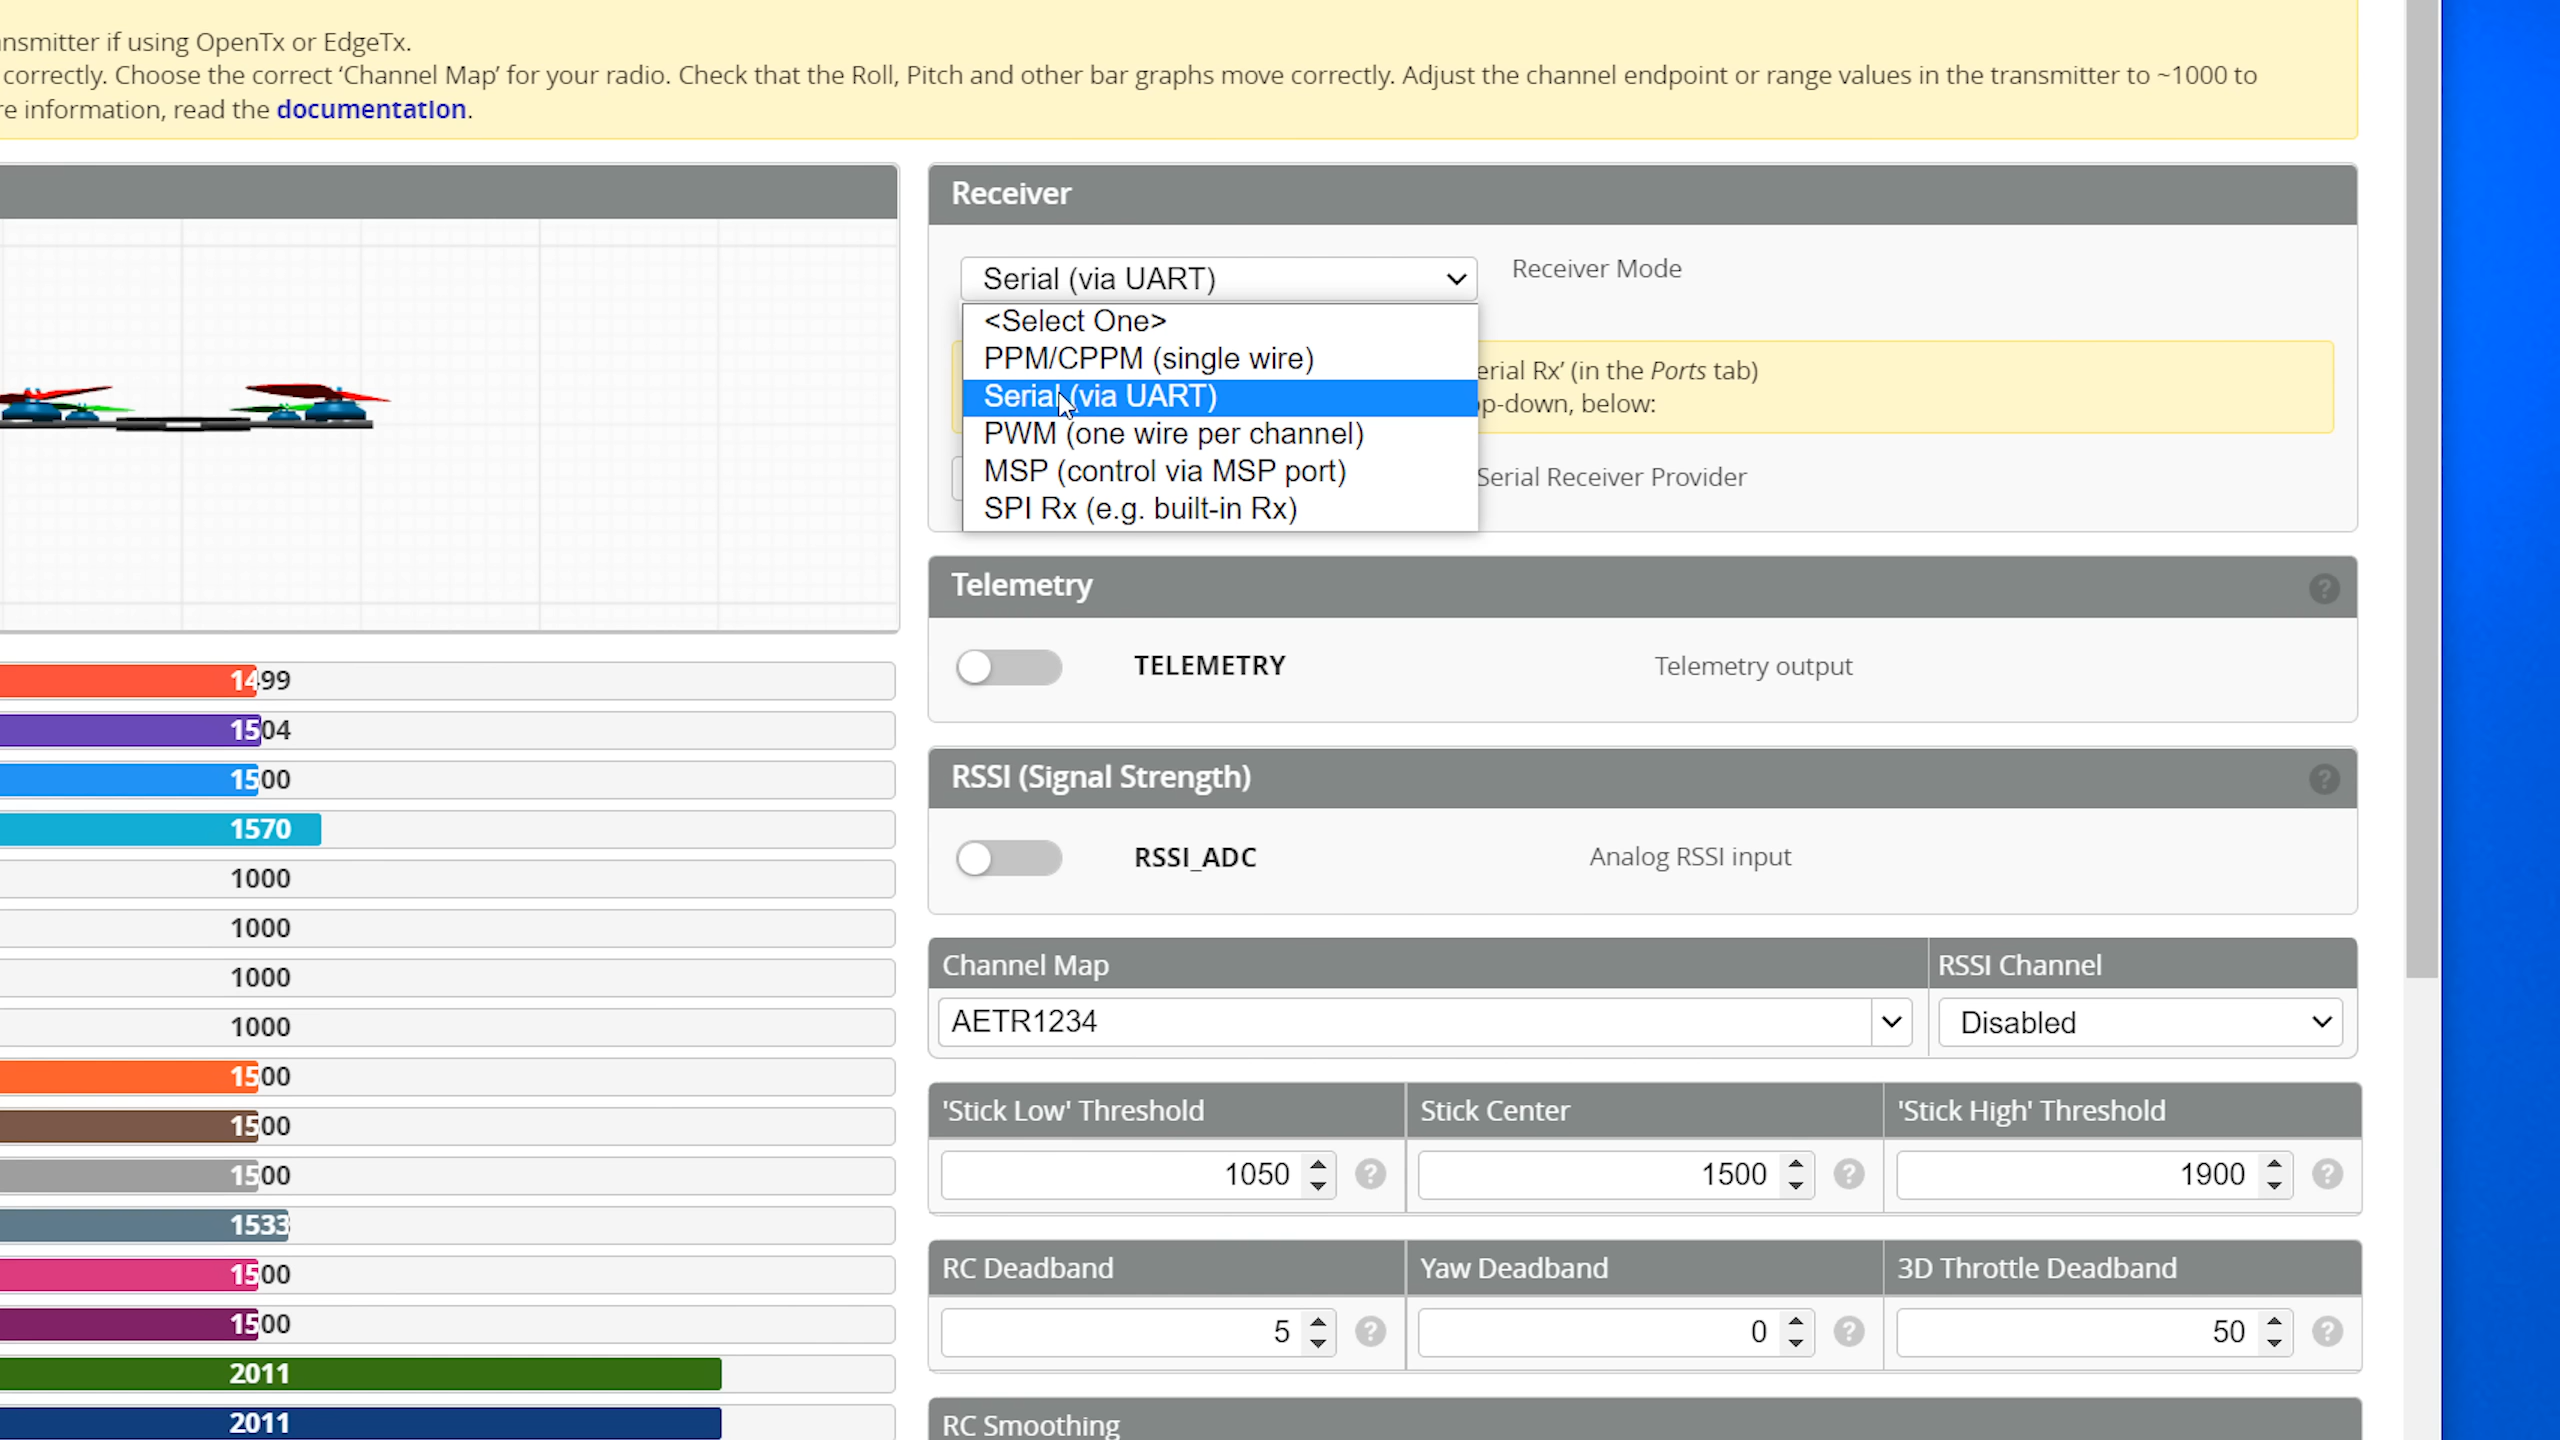 nsmitter if using OpenTx or EdgeTx.
correctly. Choose the correct ‘Channel Map’ for your radio. Check that the Roll, Pitch and other bar graphs move correctly. Adjust the channel endpoint or range values in the transmitter to ~1000 to
re information, read the documentation.
Receiver
Serial (via UART)
Receiver Mode
<Select One>
PPM/CPPM (single wire)
Serial (via UART)
PWM (one wire per channel)
MSP (control via MSP port)
SPI Rx (e.g. built-in Rx)
erial Rx’ (in the Ports tab)
op-down, below:
Serial Receiver Provider
Telemetry
TELEMETRY
Telemetry output
RSSI (Signal Strength)
RSSI_ADC
Analog RSSI input
Channel Map
RSSI Channel
AETR1234
Disabled
'Stick Low' Threshold
Stick Center
'Stick High' Threshold
1050
1500
1900
RC Deadband
Yaw Deadband
3D Throttle Deadband
5
0
50
RC Smoothing
1499
1504
1500
1570
1000
1000
1000
1000
1500
1500
1500
1533
1500
1500
2011
2011